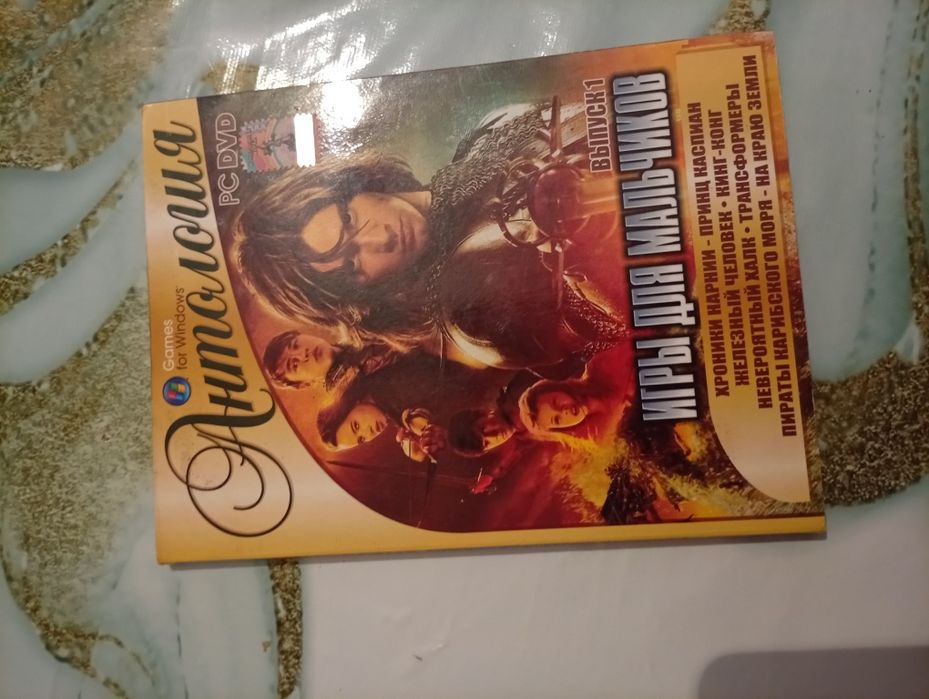 Games
for Windows
Антология
PC DVD
ВЫПУСК 1
ИГРЫ ДЛЯ МАЛЬЧИКОВ
ХРОНИКИ НАРНИИ - ПРИНЦ КАСПИАН
ЖЕЛЕЗНЫЙ ЧЕЛОВЕК • КИНГ-КОНГ
НЕВЕРОЯТНЫЙ ХАЛК • ТРАНСФОРМЕРЫ
ПИРАТЫ КАРИБСКОГО МОРЯ - НА КРАЮ ЗЕМЛИ